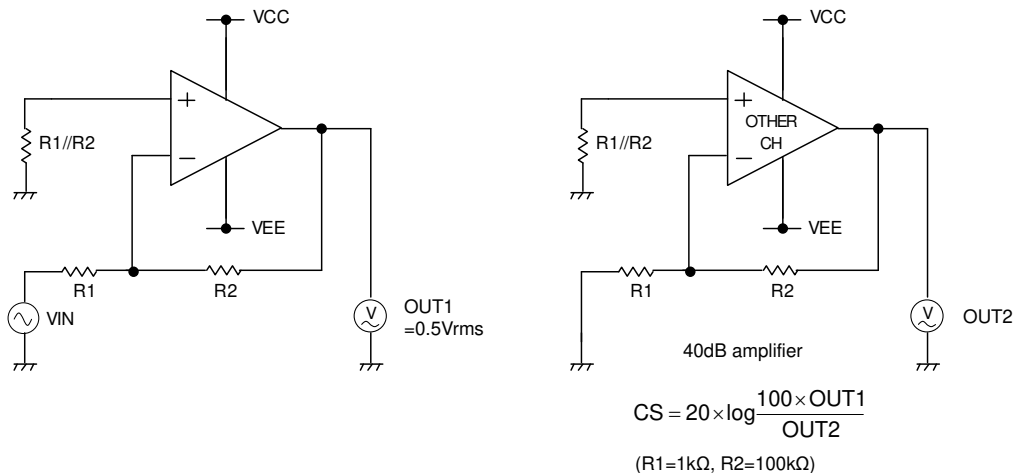 VCC
+
R1//R2
−
VEE
R1
R2
VIN
V
OUT1
=0.5Vrms
VCC
+
OTHER
CH
R1//R2
−
VEE
R1
R2
V
OUT2
40dB amplifier
CS = 20×log 100×OUT1 / OUT2
(R1=1kΩ, R2=100kΩ)